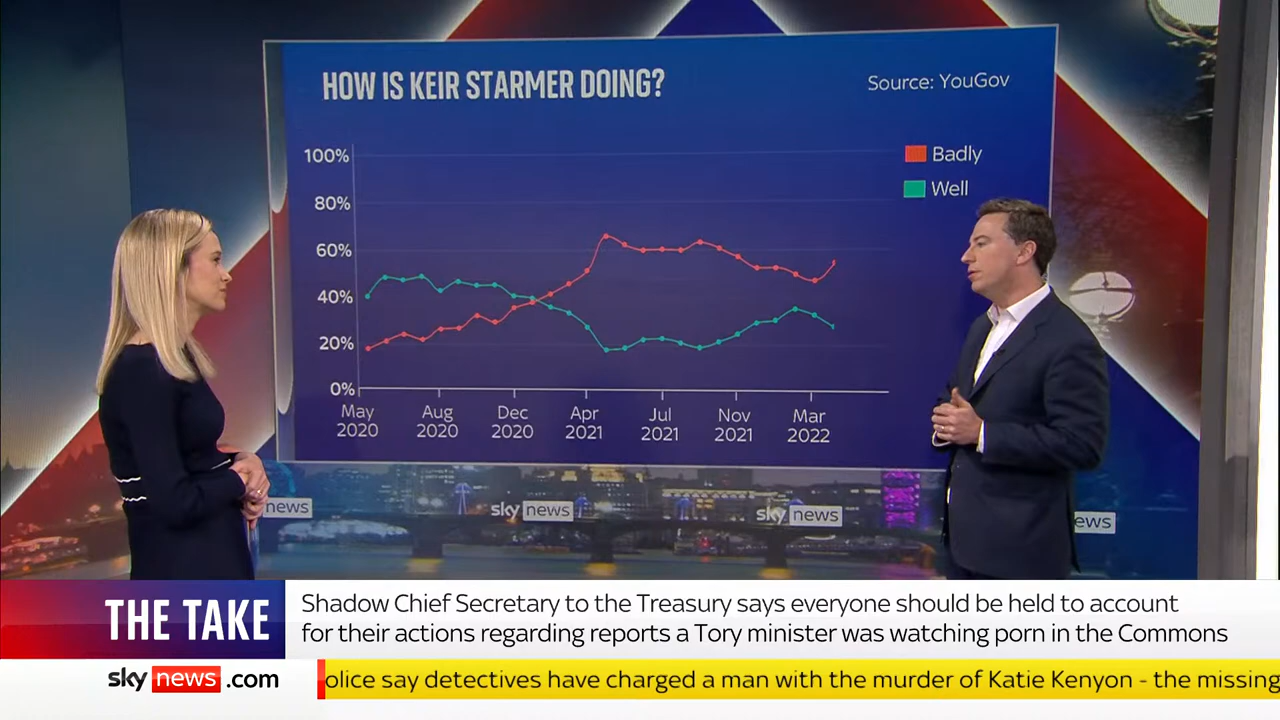 HOW IS KEIR STARMER DOING?
Source: YouGov
Badly
Well
100%
80%
60%
40%
20%
0%
May 2020
Aug 2020
Dec 2020
Apr 2021
Jul 2021
Nov 2021
Mar 2022
news
sky news
sky news
ews
THE TAKE
Shadow Chief Secretary to the Treasury says everyone should be held to account
for their actions regarding reports a Tory minister was watching porn in the Commons
sky news.com
olice say detectives have charged a man with the murder of Katie Kenyon - the missing